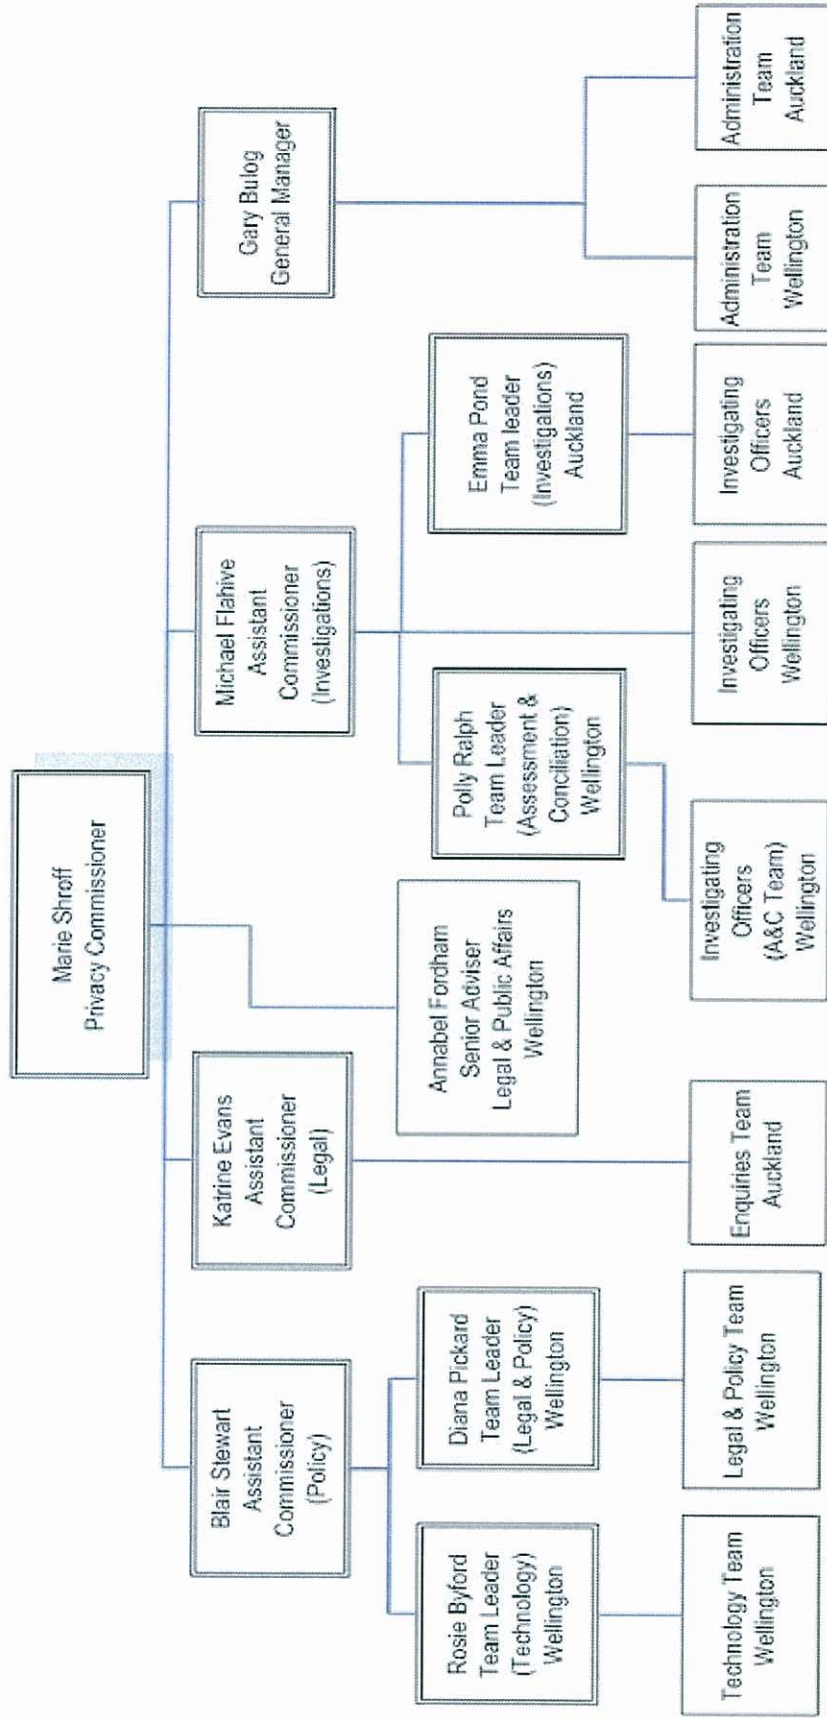 Marie Shroff
Privacy Commissioner
Blair Stewart
Assistant
Commissioner
(Policy)
Katrine Evans
Assistant
Commissioner
(Legal)
Michael Flahive
Assistant
Commissioner
(Investigations)
Gary Bulog
General Manager
Annabel Fordham
Senior Adviser
Legal & Public Affairs
Wellington
Rosie Byford
Team Leader
(Technology)
Wellington
Diana Pickard
Team Leader
(Legal & Policy)
Wellington
Polly Ralph
Team Leader
(Assessment &
Conciliation)
Wellington
Emma Pond
Team leader
(Investigations)
Auckland
Technology Team
Wellington
Legal & Policy Team
Wellington
Enquiries Team
Auckland
Investigating
Officers
(A&C Team)
Wellington
Investigating
Officers
Wellington
Investigating
Officers
Auckland
Administration
Team
Wellington
Administration
Team
Auckland